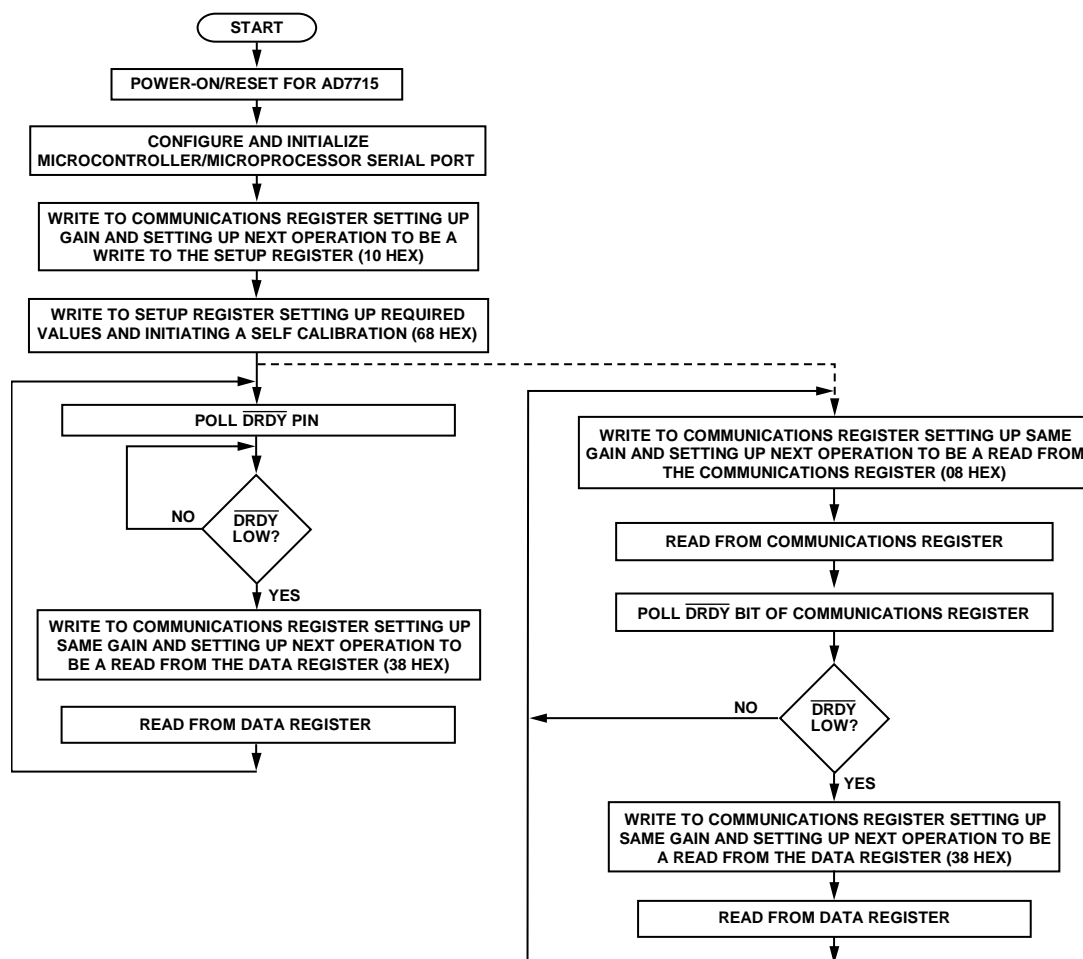 START
POWER-ON/RESET FOR AD7715
CONFIGURE AND INITIALIZE
MICROCONTROLLER/MICROPROCESSOR SERIAL PORT
WRITE TO COMMUNICATIONS REGISTER SETTING UP
GAIN AND SETTING UP NEXT OPERATION TO BE A
WRITE TO THE SETUP REGISTER (10 HEX)
WRITE TO SETUP REGISTER SETTING UP REQUIRED
VALUES AND INITIATING A SELF CALIBRATION (68 HEX)
POLL DRDY PIN
NO
DRDY
LOW?
YES
WRITE TO COMMUNICATIONS REGISTER SETTING UP
SAME GAIN AND SETTING UP NEXT OPERATION TO
BE A READ FROM THE DATA REGISTER (38 HEX)
READ FROM DATA REGISTER
WRITE TO COMMUNICATIONS REGISTER SETTING UP SAME
GAIN AND SETTING UP NEXT OPERATION TO BE A READ FROM
THE COMMUNICATIONS REGISTER (08 HEX)
READ FROM COMMUNICATIONS REGISTER
POLL DRDY BIT OF COMMUNICATIONS REGISTER
NO
DRDY
LOW?
YES
WRITE TO COMMUNICATIONS REGISTER SETTING UP
SAME GAIN AND SETTING UP NEXT OPERATION TO BE
A READ FROM THE DATA REGISTER (38 HEX)
READ FROM DATA REGISTER